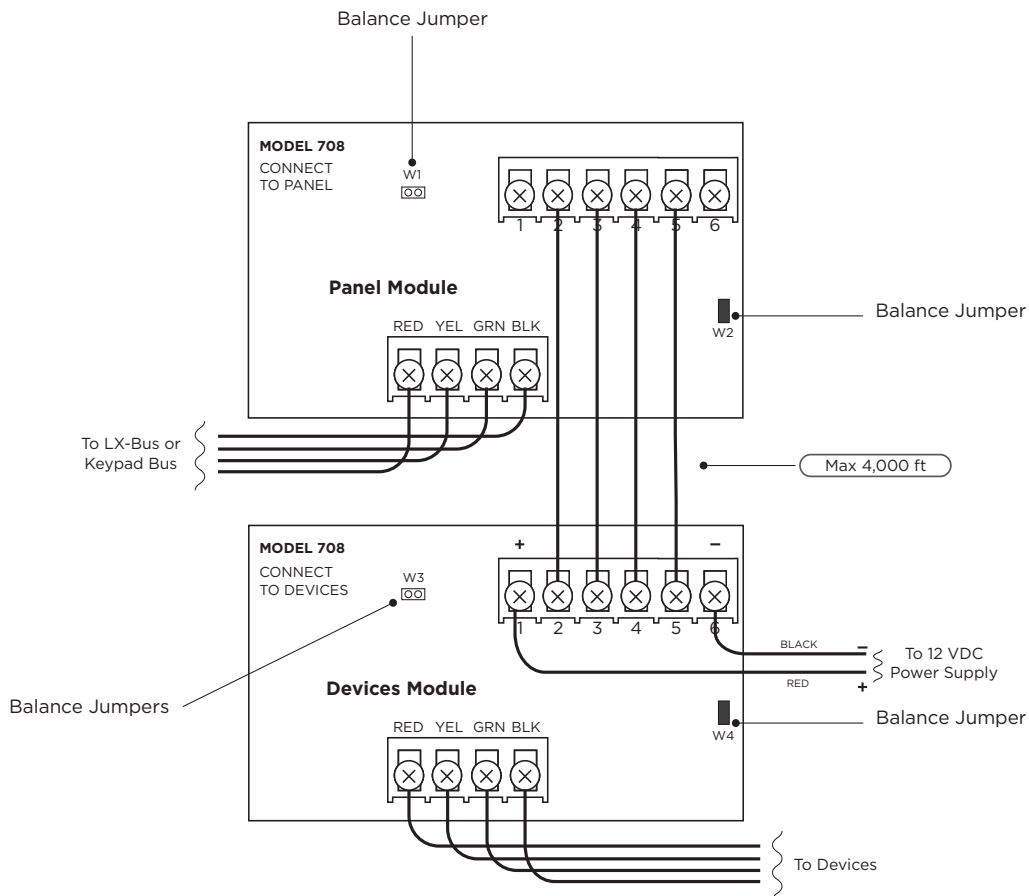 Balance Jumper
MODEL 708
CONNECT
TO PANEL
W1
1 2 3 4 5 6
Panel Module
W2
Balance Jumper
RED YEL GRN BLK
To LX-Bus or
Keypad Bus
Max 4,000 ft
MODEL 708
CONNECT
TO DEVICES
W3
+ –
1 2 3 4 5 6
BLACK –
To 12 VDC
Power Supply
RED +
Devices Module
Balance Jumpers
W4
Balance Jumper
RED YEL GRN BLK
To Devices